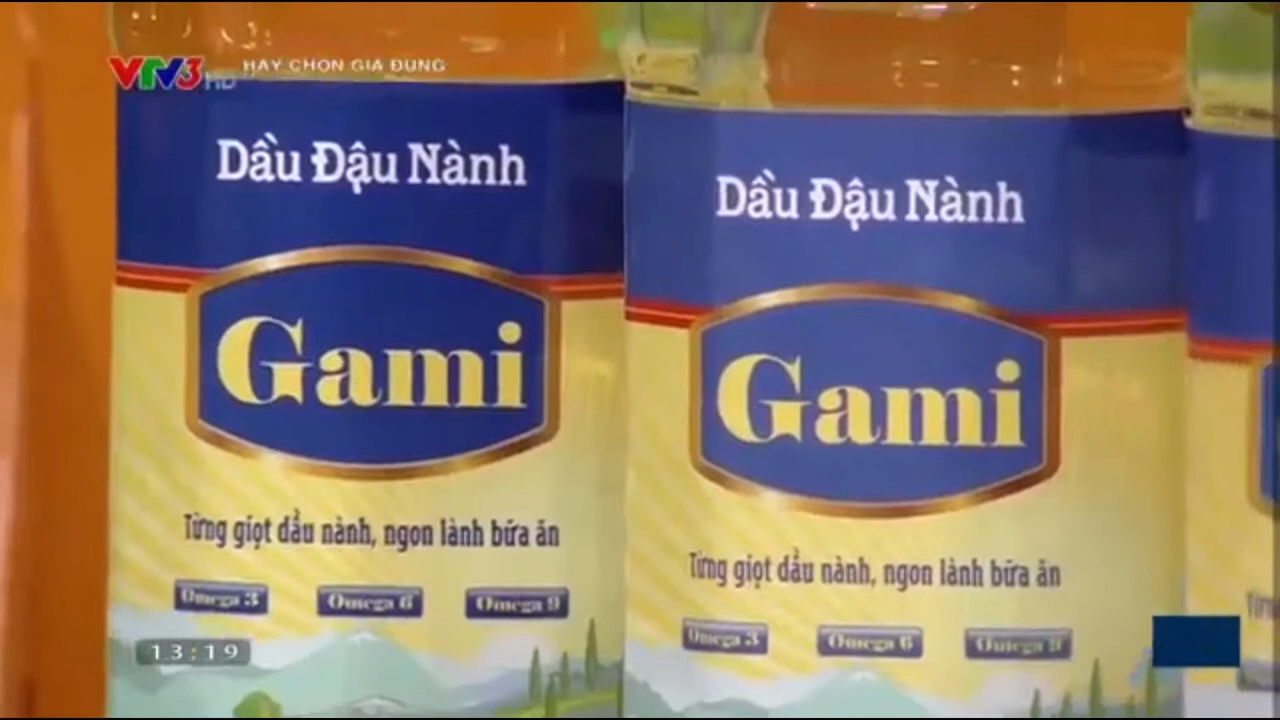 VTV3 HD
HÃY CHỌN GIÁ ĐÚNG
Dầu Đậu Nành
Gami
Từng giọt dầu nành, ngon lành bữa ăn
Omega 3 Omega 6 Omega 9
Dầu Đậu Nành
Gami
Từng giọt dầu nành, ngon lành bữa ăn
Omega 3 Omega 6 Omega 9
13:19